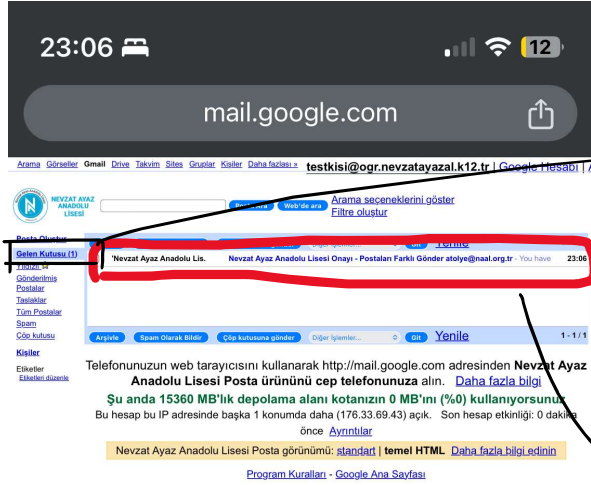 23:06
12
mail.google.com
Arama Görseller Gmail Drive Takvim Sites Gruplar Kişiler Daha fazlası »
testkisi@ogr.nevzatayazal.k12.tr | Google Hesabı |
NEVZAT AYAZ
ANADOLU
LİSESİ
Web'de ara
Arama seçeneklerini göster
Filtre oluştur
Posta Oluştur
Diğer işlemler...
Git
Yenile
Gelen Kutusu (1)
'Nevzat Ayaz Anadolu Lis. Nevzat Ayaz Anadolu Lisesi Onayı - Postaları Farklı Gönder atolye@naal.org.tr - You have 23:06
Yıldızlı
Gönderilmiş
Postalar
Taslaklar
Tüm Postalar
Spam
Çöp kutusu
Arşivle Spam Olarak Bildir Çöp kutusuna gönder Diğer işlemler... Git Yenile 1 - 1 / 1
Kişiler
Etiketler
Etiketleri düzenle
Telefonunuzun web tarayıcısını kullanarak http://mail.google.com adresinden Nevzat Ayaz
Anadolu Lisesi Posta ürününü cep telefonunuza alın. Daha fazla bilgi
Şu anda 15360 MB'lık depolama alanı kotanızın 0 MB'ını (%0) kullanıyorsunuz
Bu hesap bu IP adresinde başka 1 konumda daha (176.33.69.43) açık. Son hesap etkinliği: 0 dakika
önce Ayrıntılar
Nevzat Ayaz Anadolu Lisesi Posta görünümü: standart | temel HTML Daha fazla bilgi edinin
Program Kuralları - Google Ana Sayfası